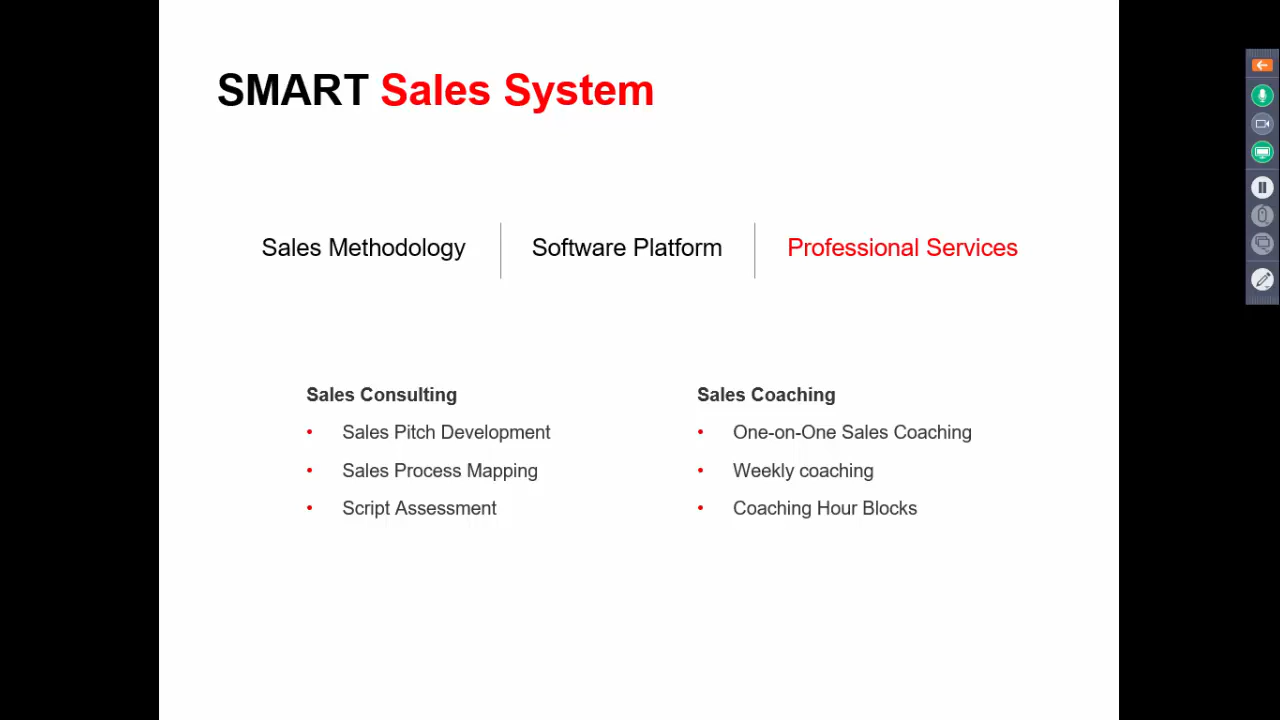 SMART Sales System
Sales Methodology
Software Platform
Professional Services
Sales Consulting
• Sales Pitch Development
• Sales Process Mapping
• Script Assessment
Sales Coaching
• One-on-One Sales Coaching
• Weekly coaching
• Coaching Hour Blocks